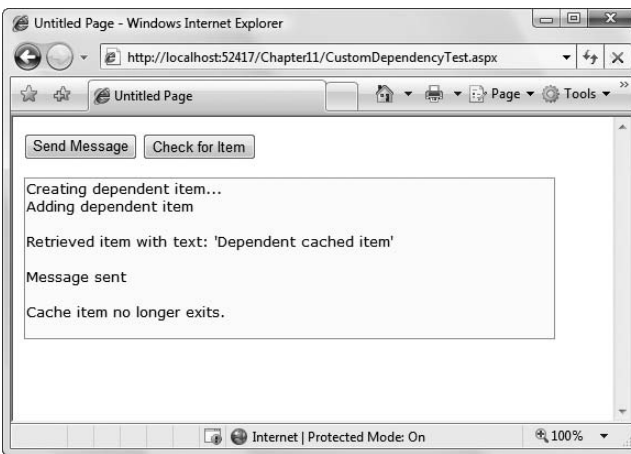 Untitled Page - Windows Internet Explorer
http://localhost:52417/Chapter11/CustomDependencyTest.aspx
Untitled Page
Page
Tools
Send Message
Check for Item
Creating dependent item...
Adding dependent item
Retrieved item with text: 'Dependent cached item'
Message sent
Cache item no longer exits.
Internet | Protected Mode: On
100%